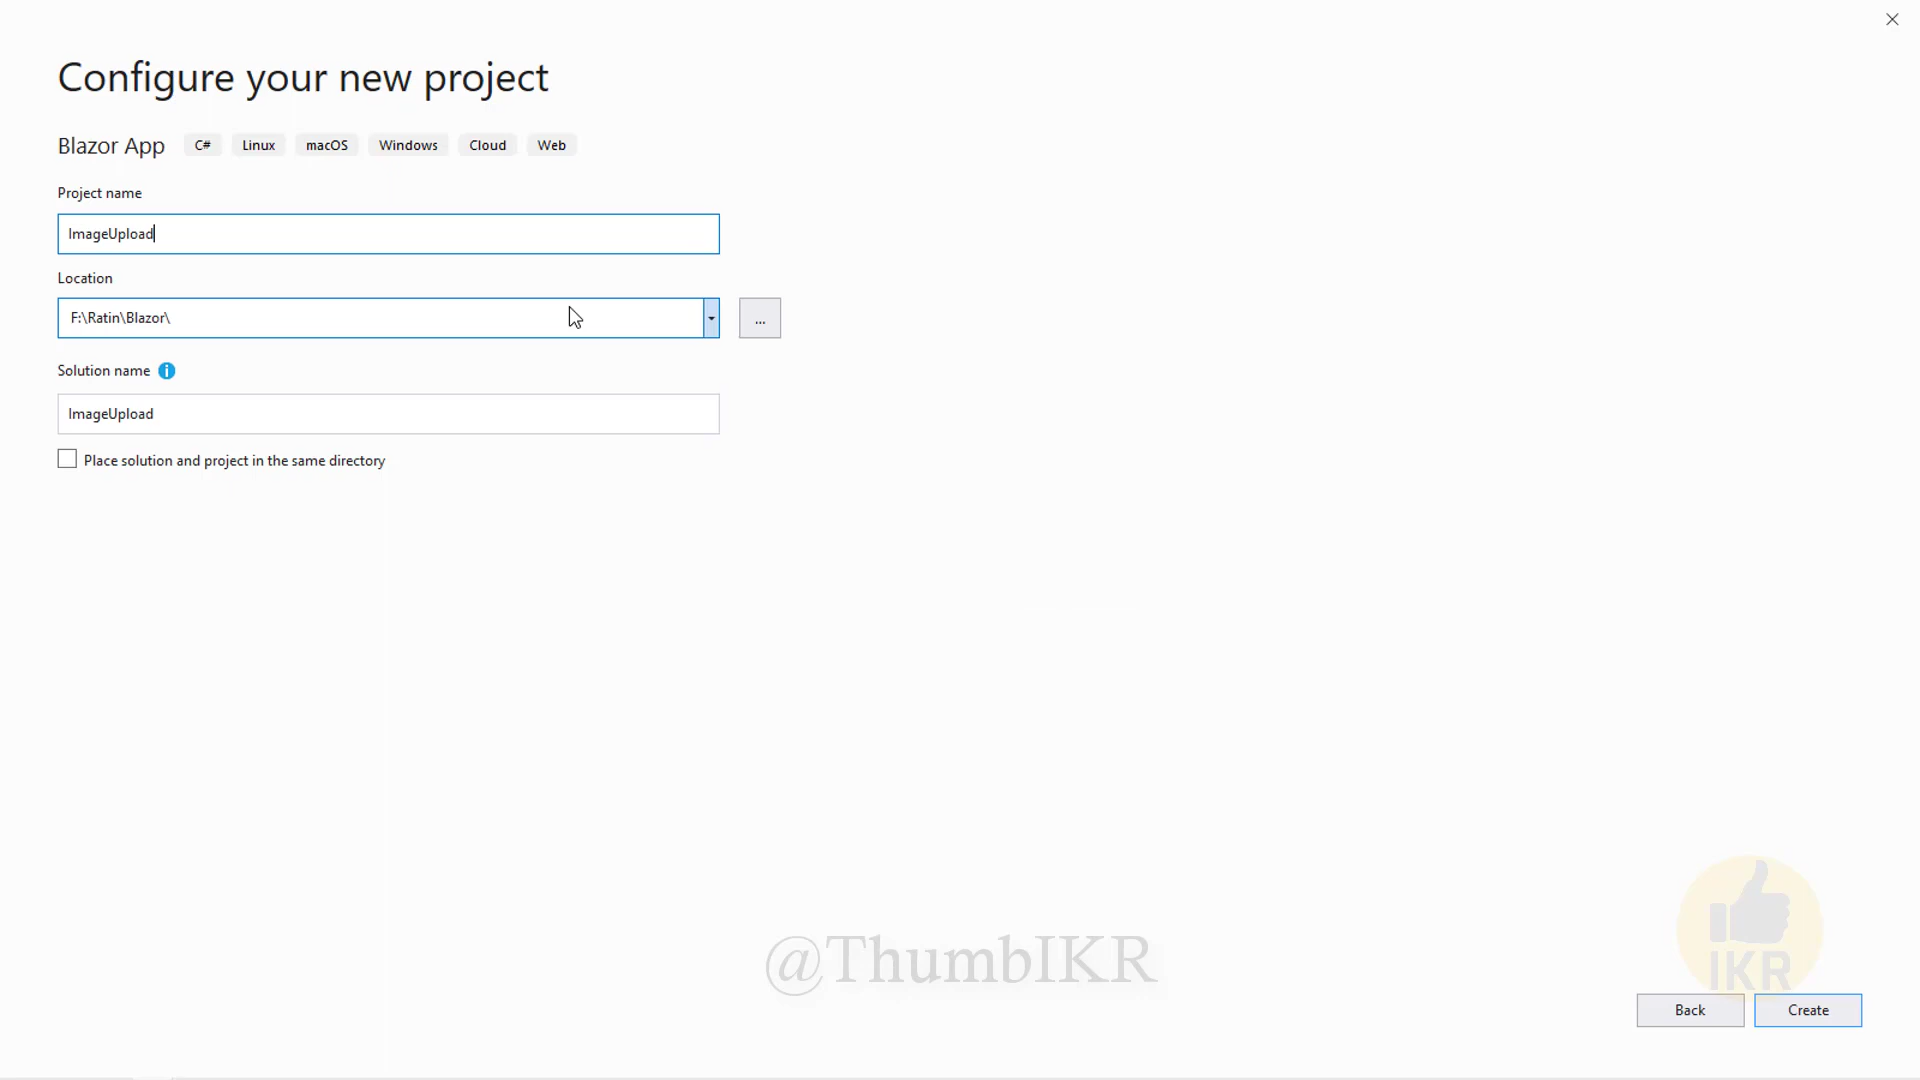 Configure your new project
Blazor App C# Linux macOS Windows Cloud Web
Project name
ImageUpload
Location
F:\Ratin\Blazor\
...
Solution name
ImageUpload
Place solution and project in the same directory
@ThumbIKR
IKR
Back
Create